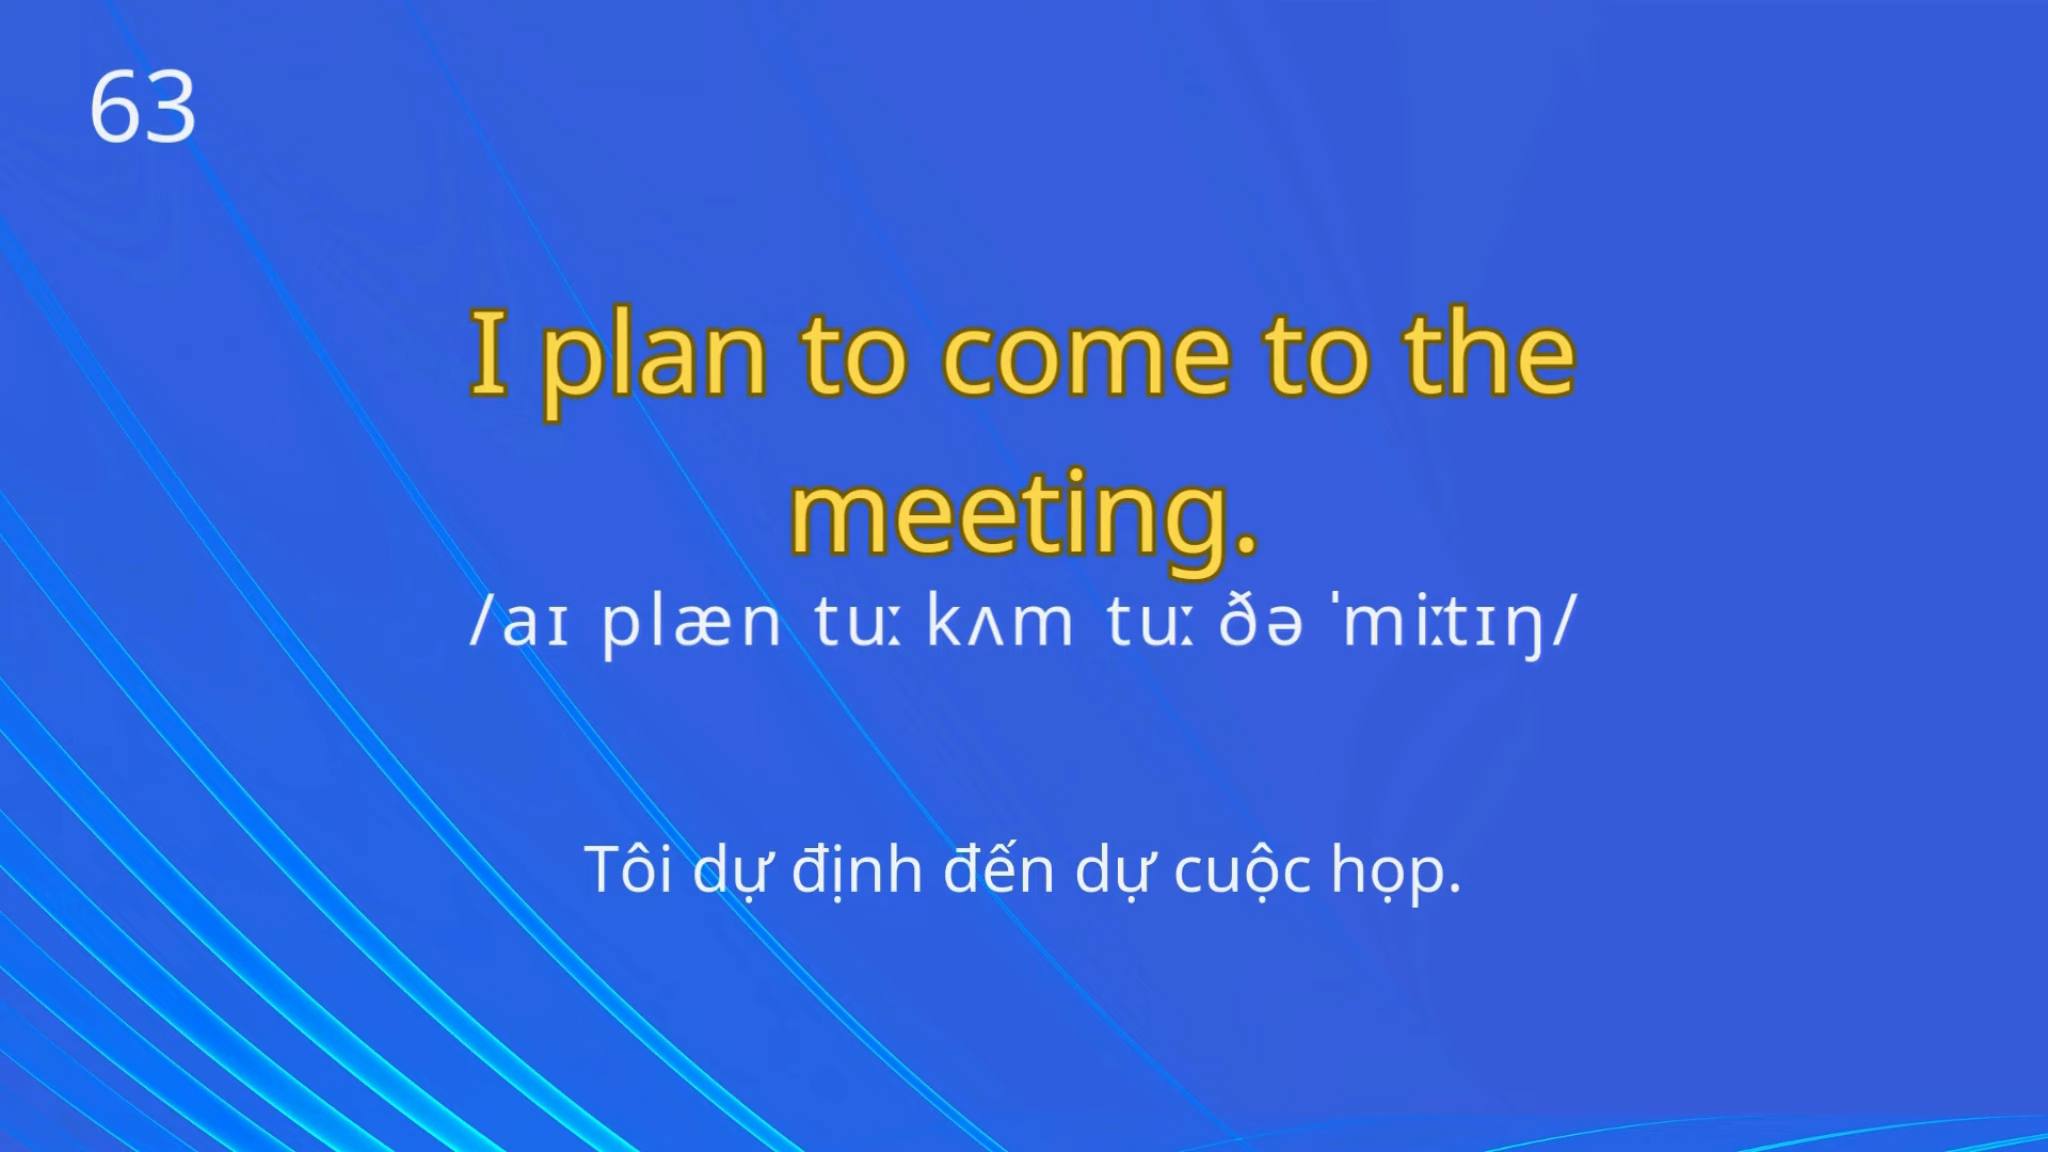 63
I plan to come to the
meeting.
/aɪ plæn tuː kʌm tuː ðə ˈmiːtɪŋ/
Tôi dự định đến dự cuộc họp.